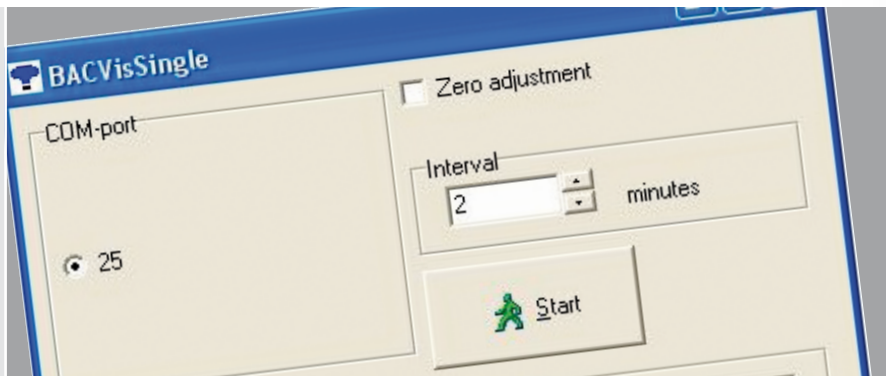 BACVisSingle
COM-port
25
Zero adjustment
Interval
2
minutes
Start